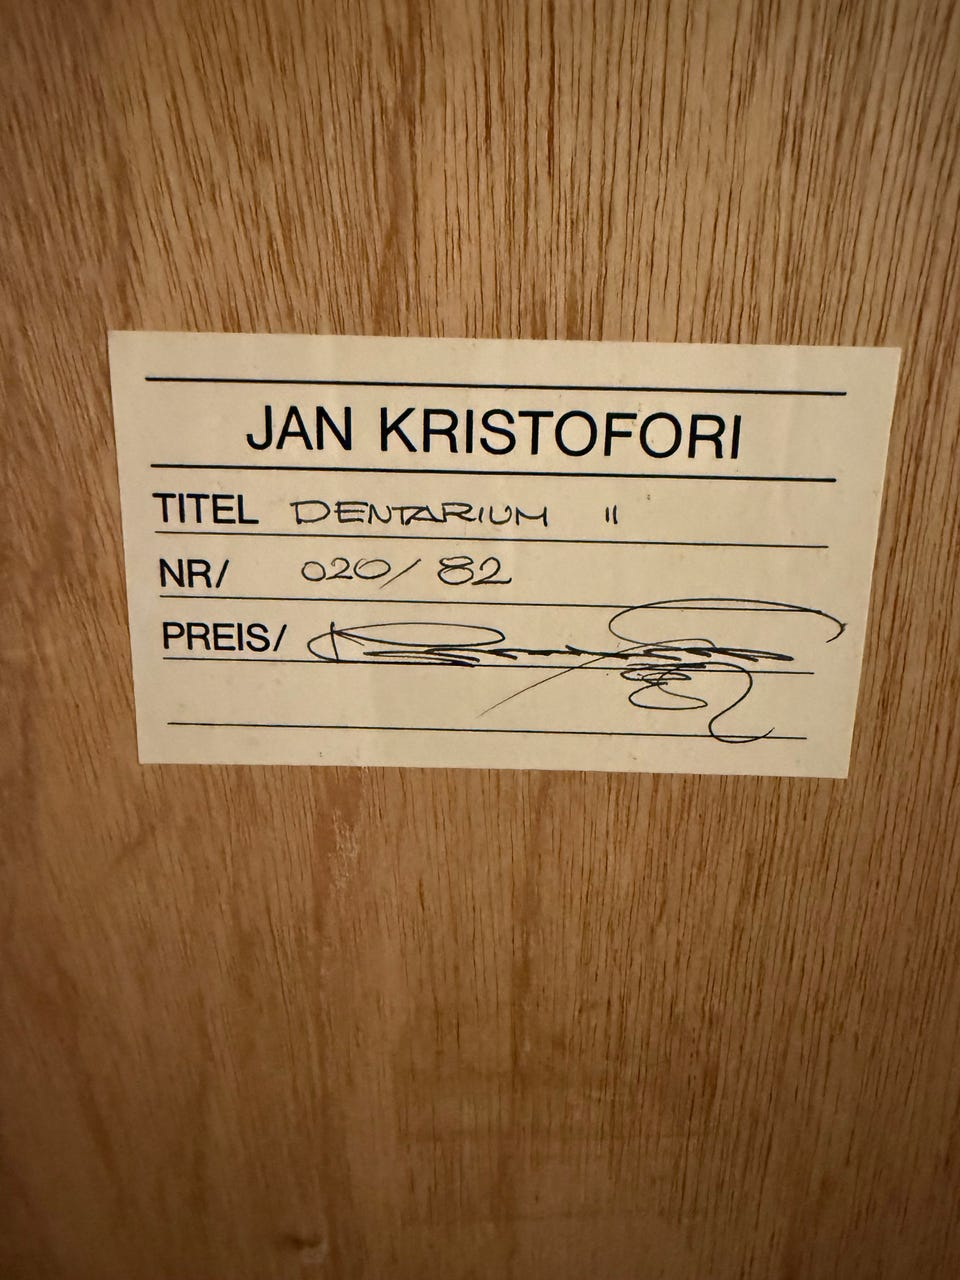 JAN KRISTOFORI
TITEL DENTARIUM II
NR/ 020/82
PREIS/